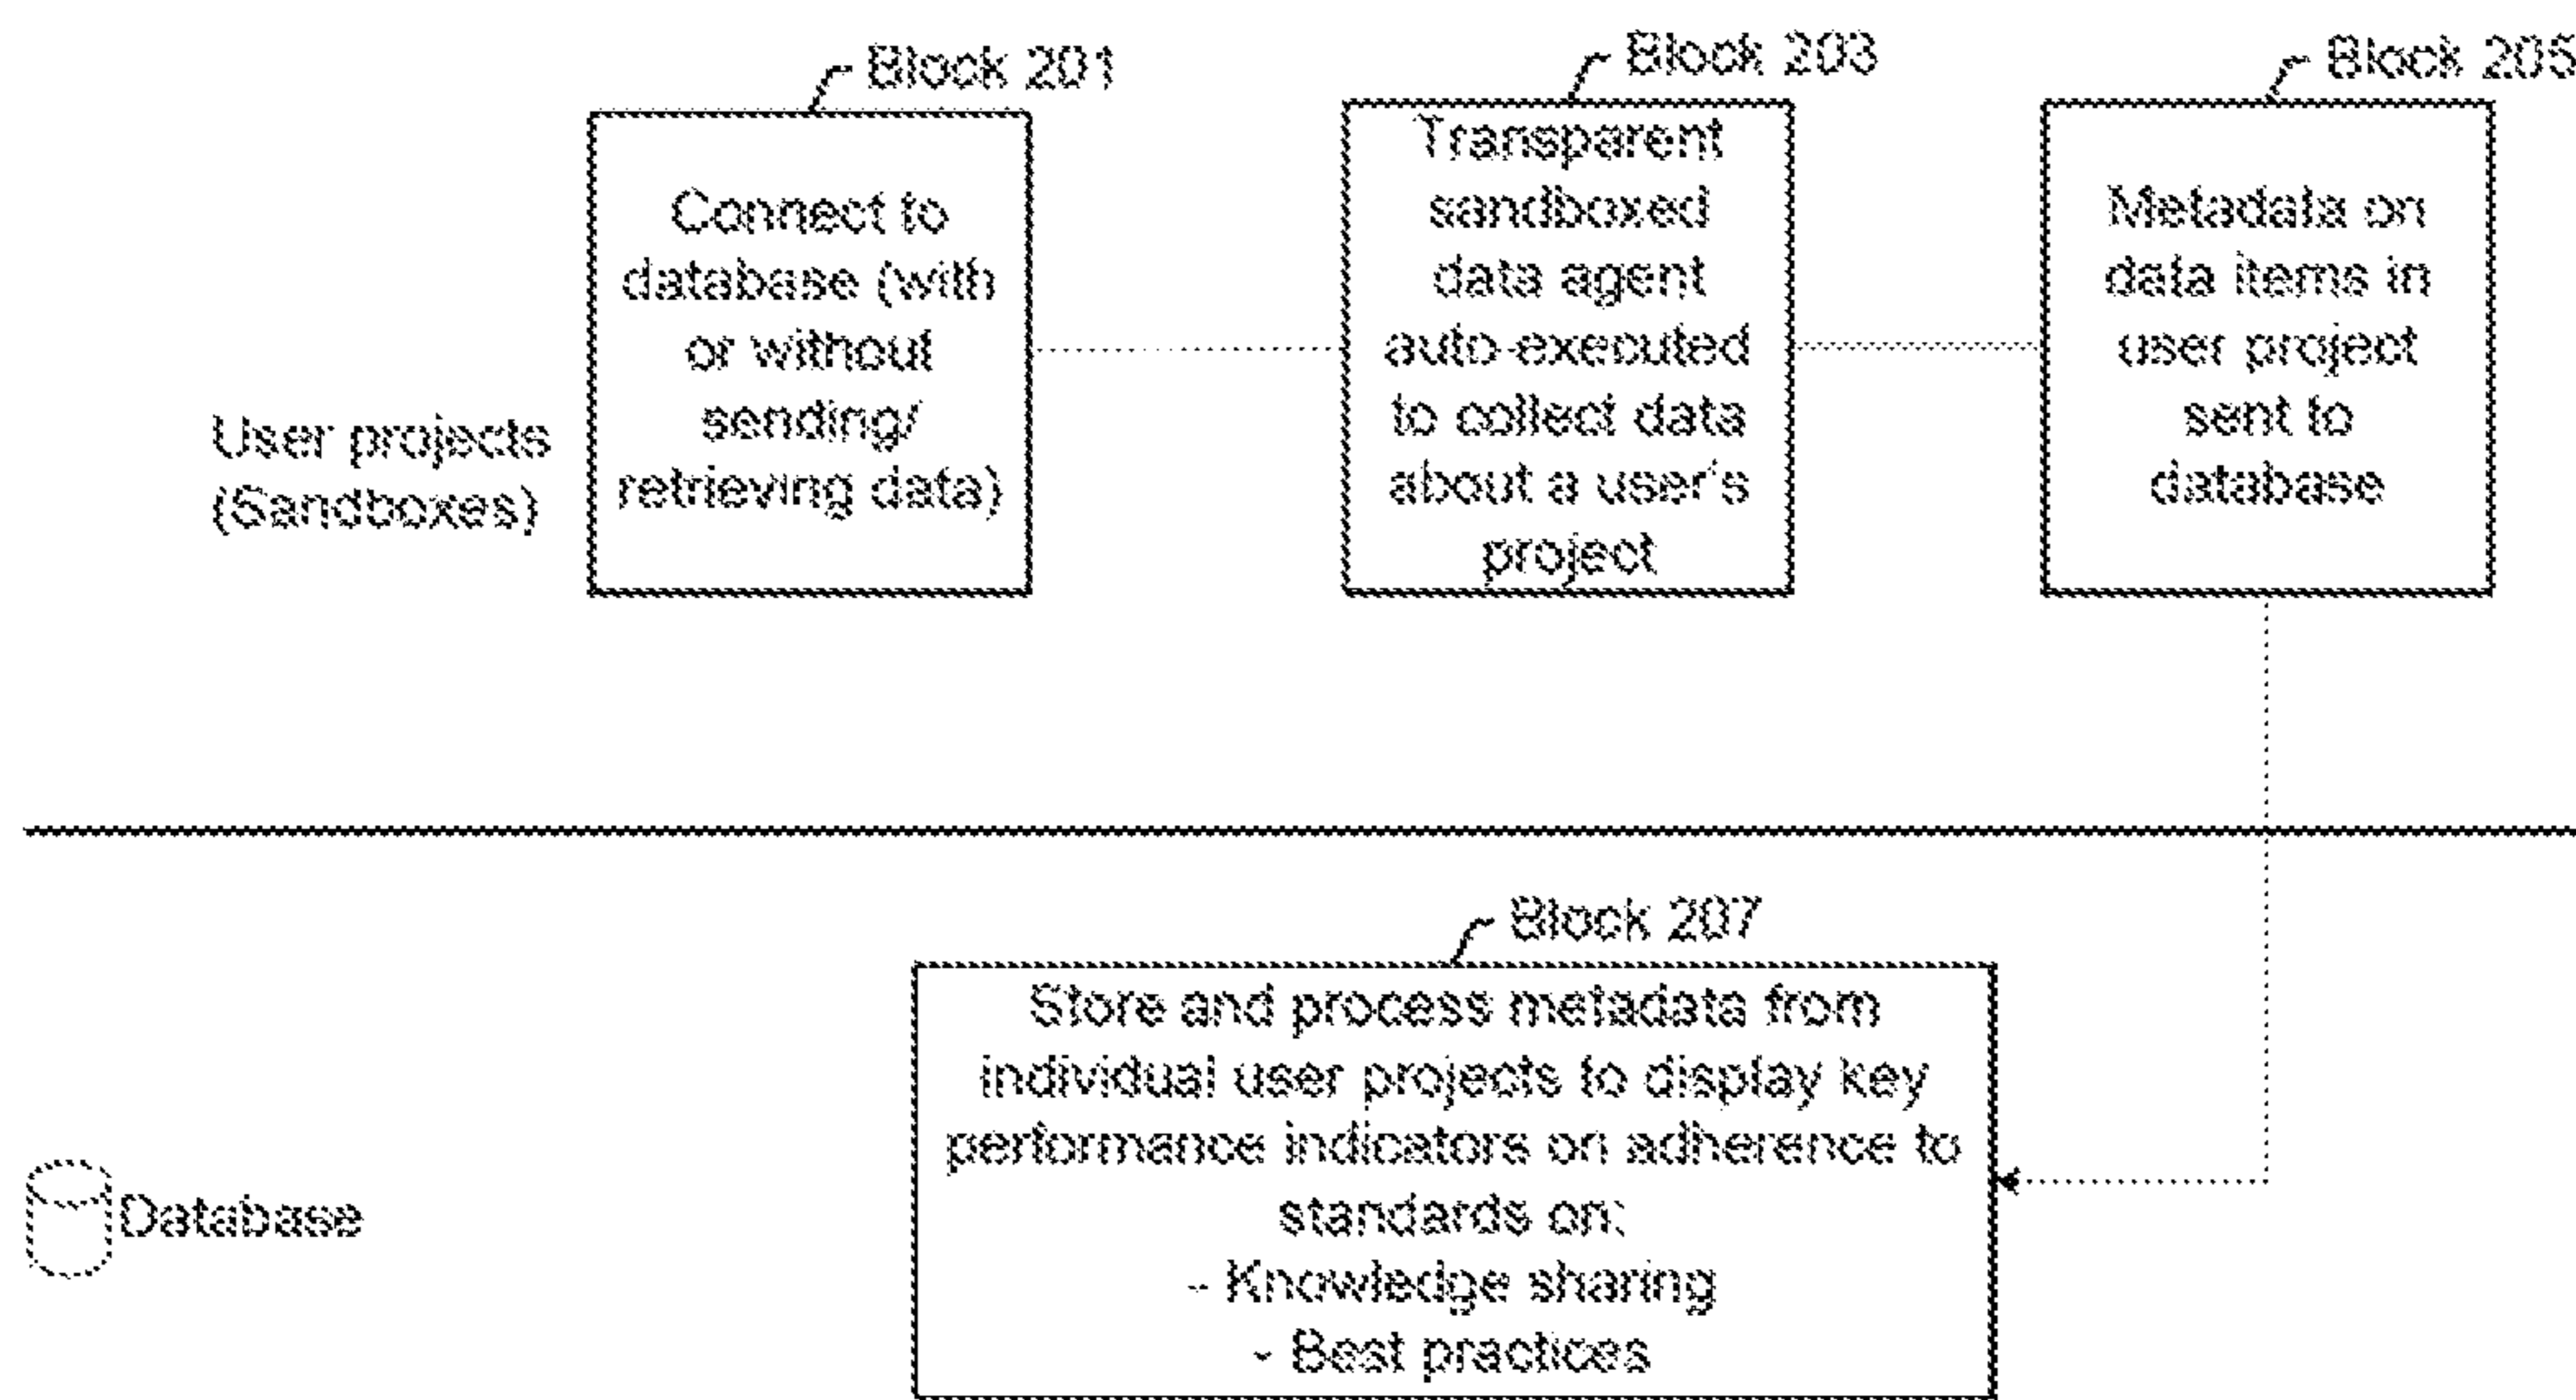 Block 201
Block 203
Block 205
User projects
(Sandboxes)
Connect to
database (with
or without
sending/
retrieving data)
Transparent
sandboxed
data agent
auto-executed
to collect data
about a user's
project
Metadata on
data items in
user project
sent to
database
Block 207
Database
Store and process metadata from
individual user projects to display key
performance indicators on adherence to
standards on:
- Knowledge sharing
- Best practices